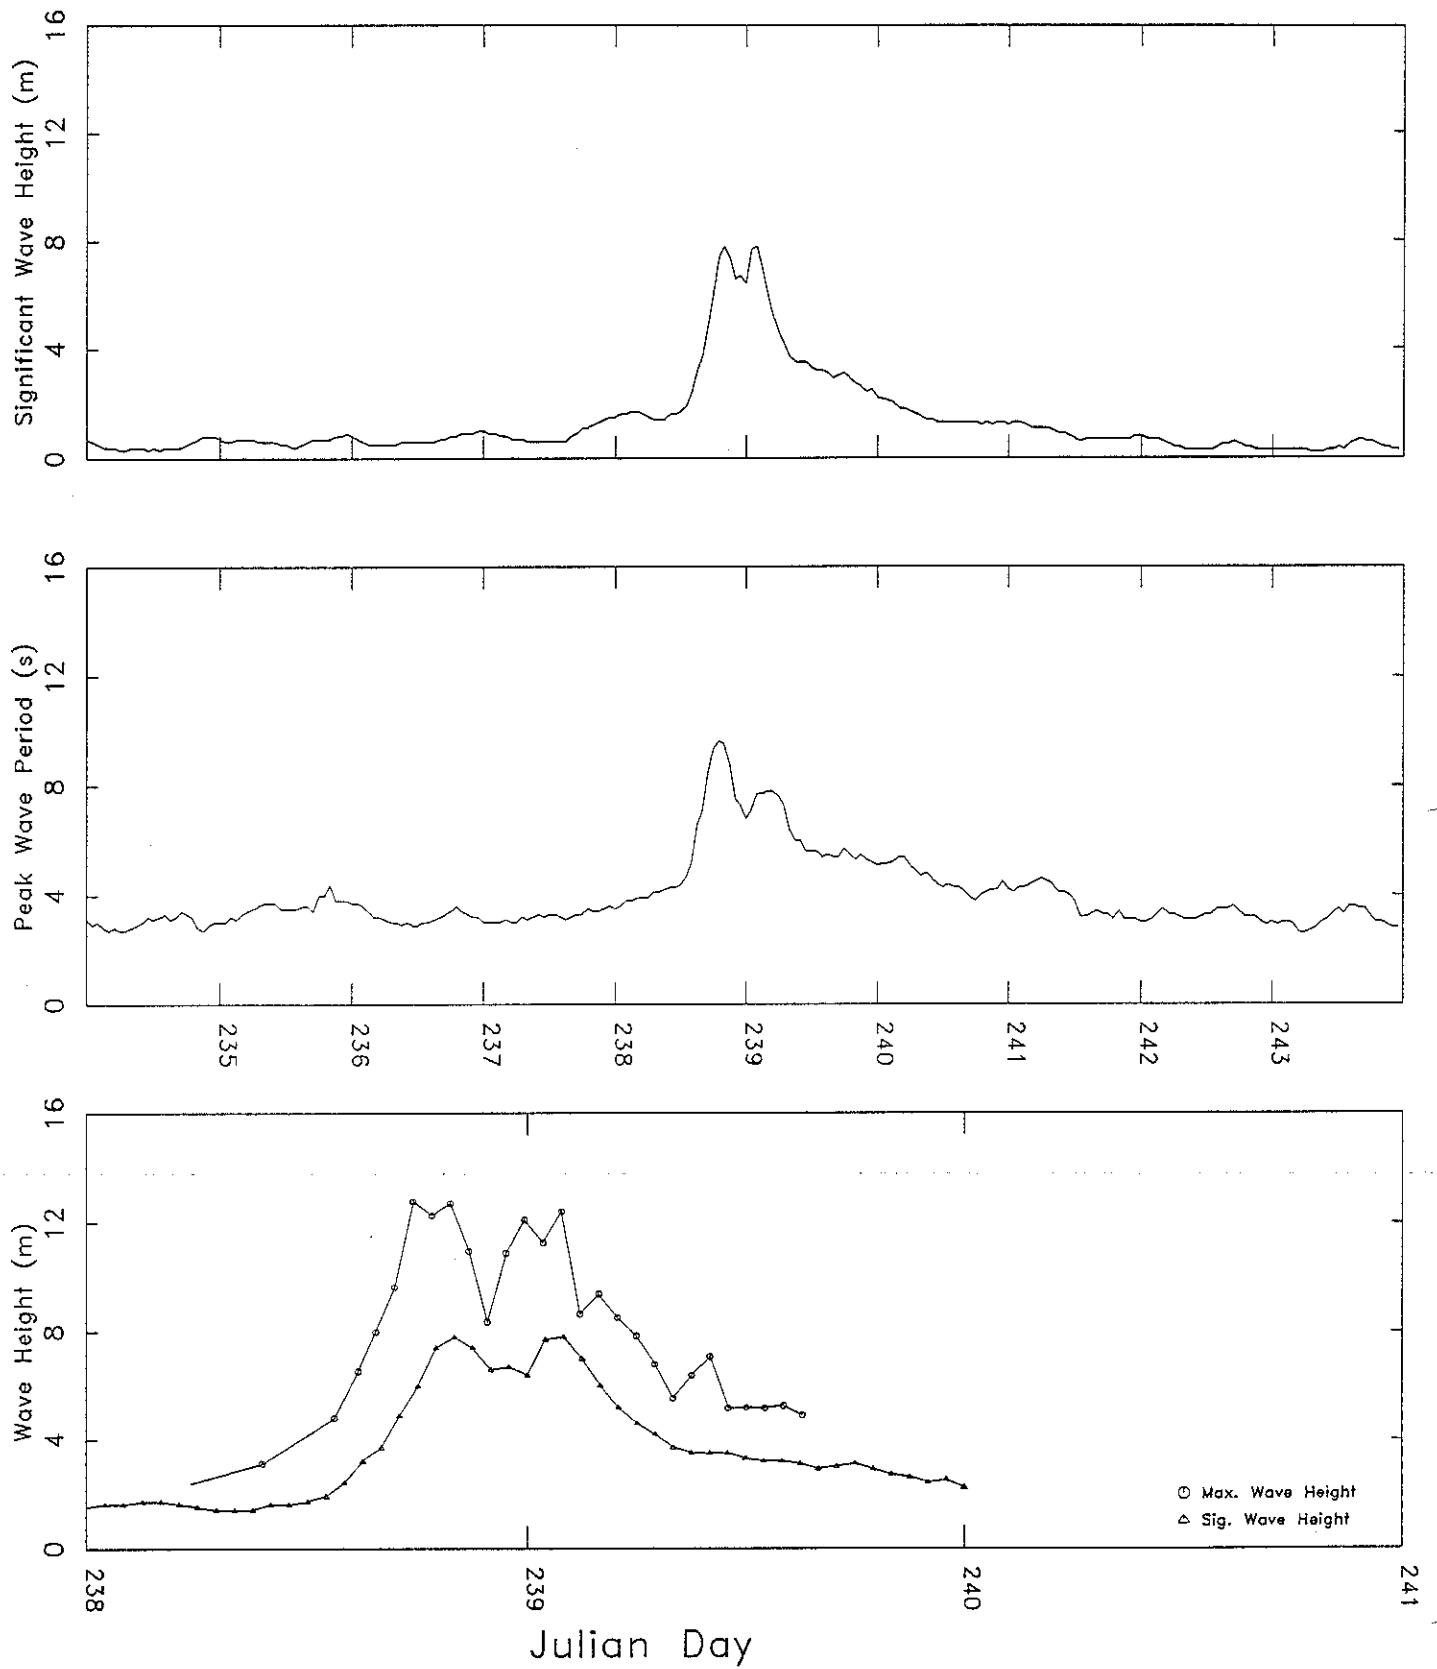 Significant Wave Height (m)
16
12
8
4
0
Peak Wave Period (s)
16
12
8
4
0
235 236 237 238 239 240 241 242 243
Wave Height (m)
16
12
8
4
0
Max. Wave Height
Sig. Wave Height
238 239 240 241
Julian Day